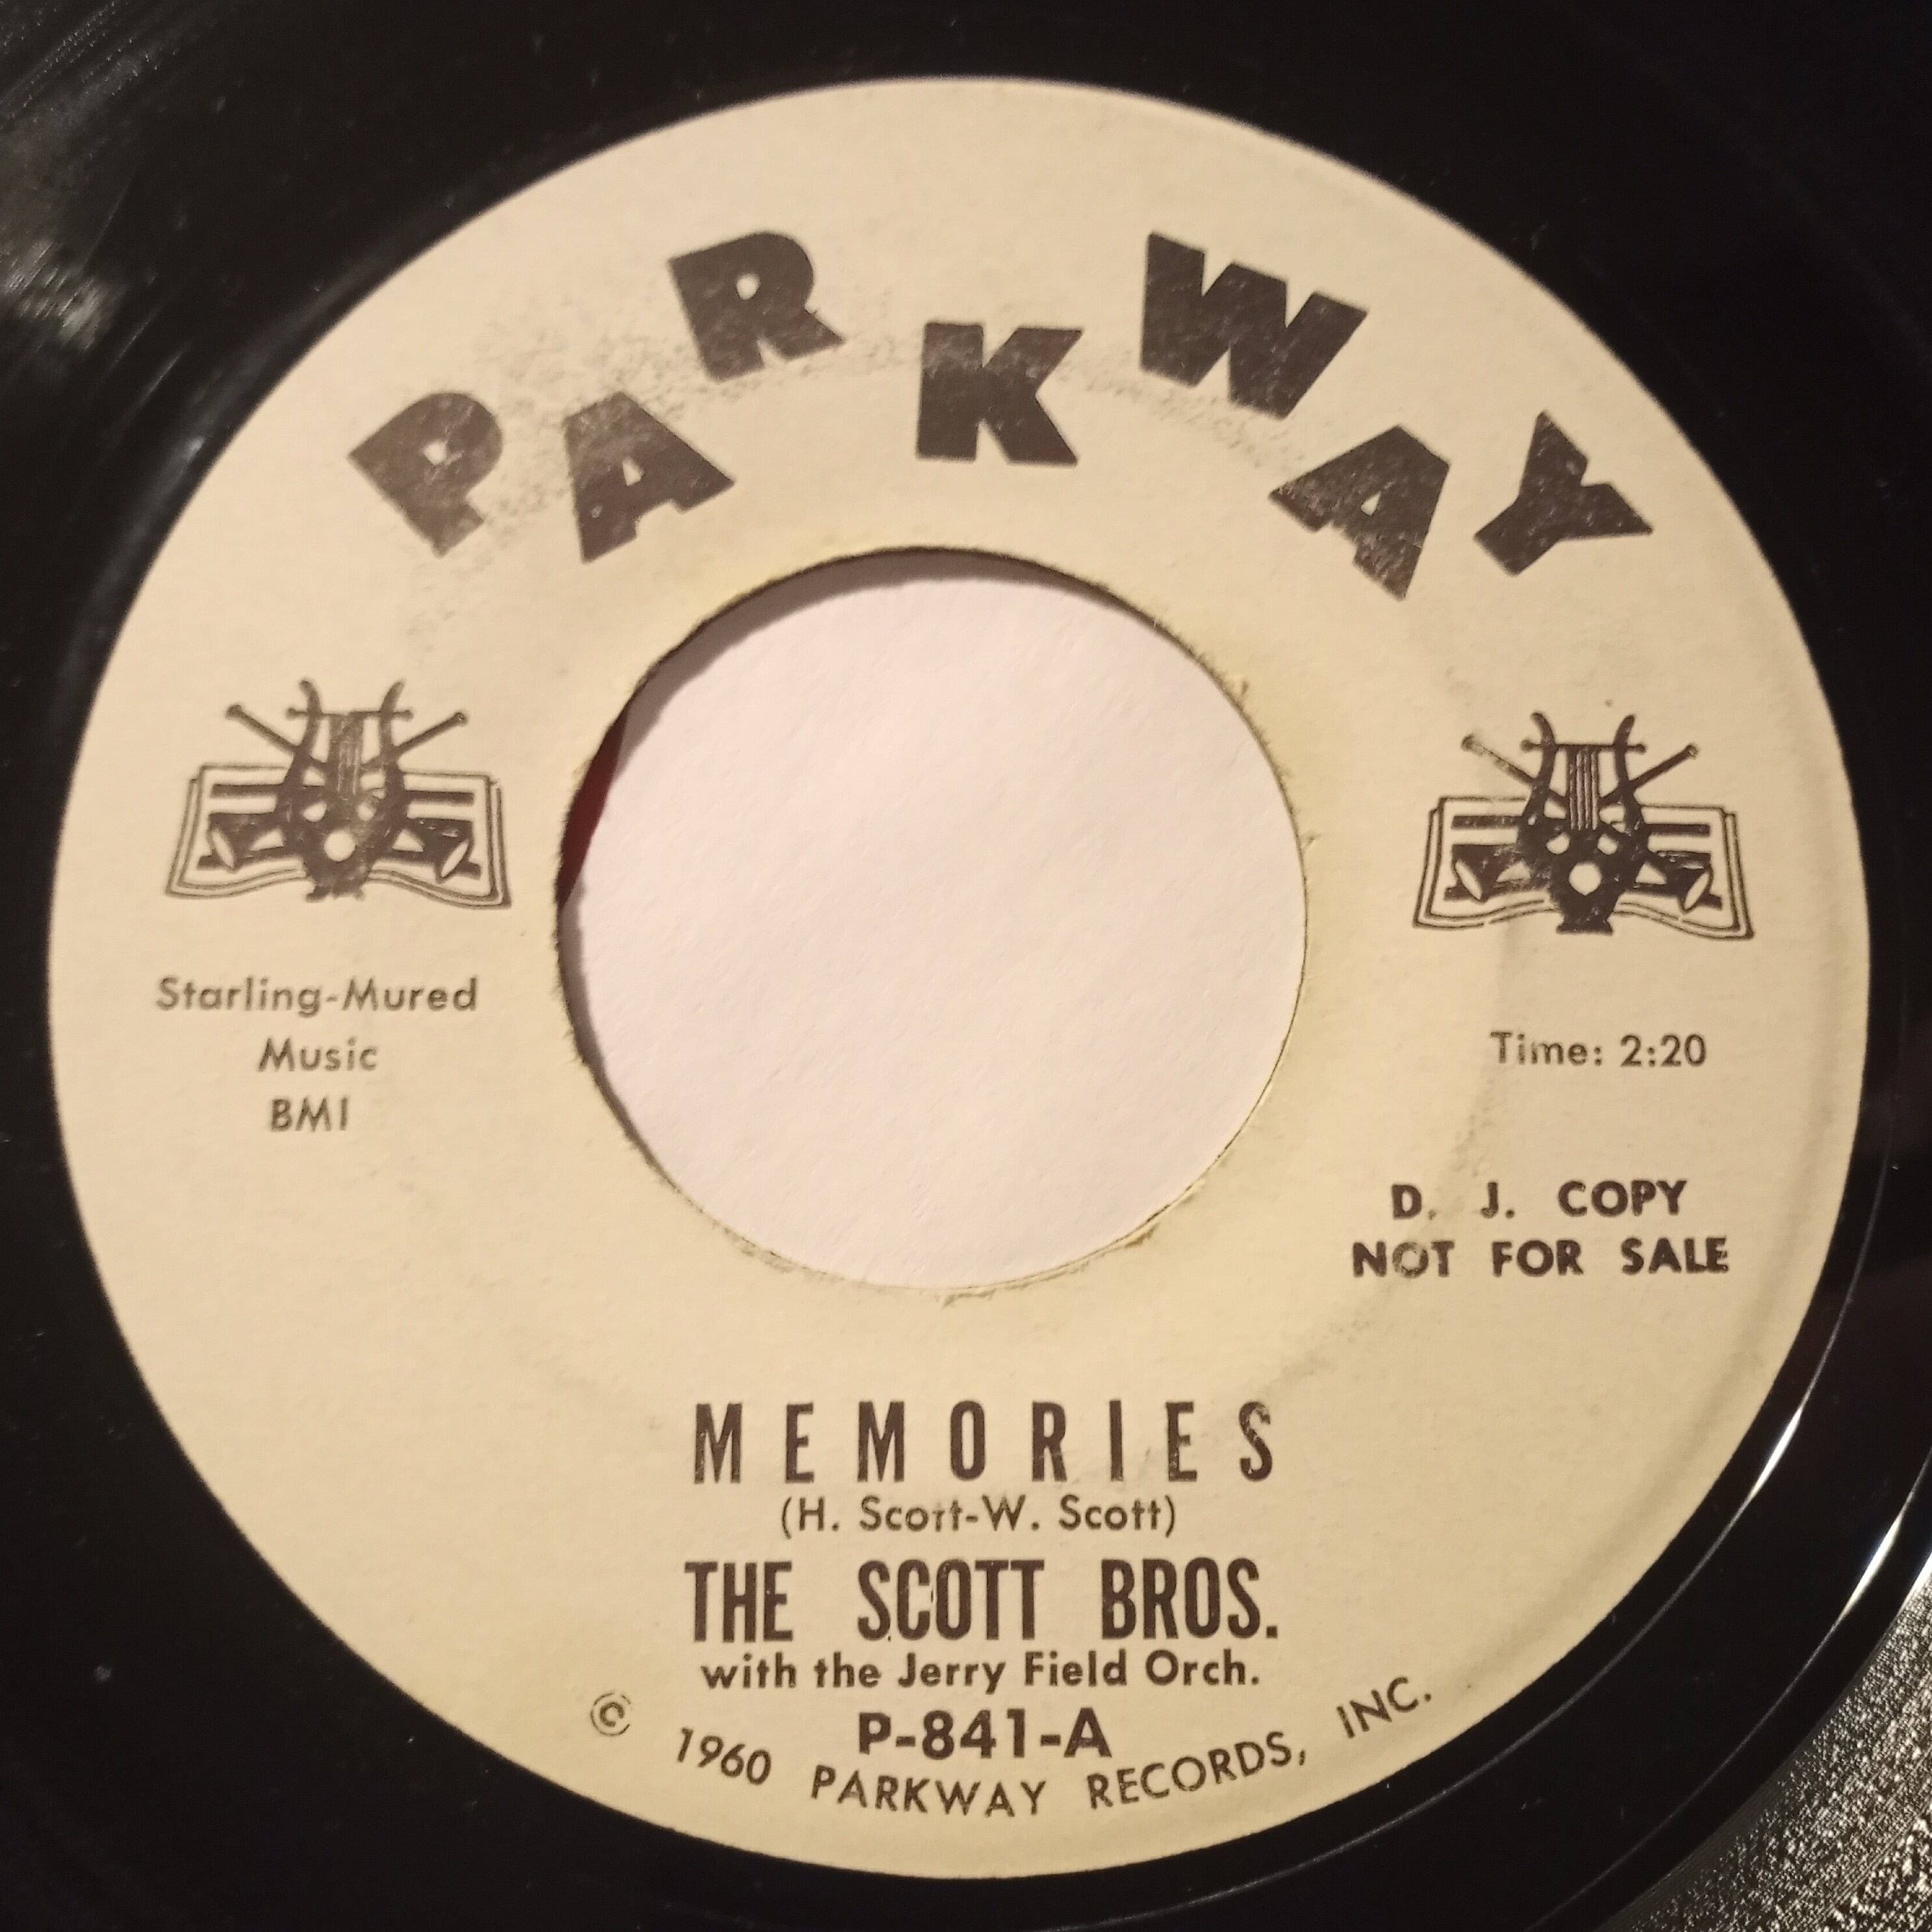 PARKWAY
Starling-Mured
Music
BMI
Time: 2:20
D. J. COPY
NOT FOR SALE
MEMORIES
(H. Scott-W. Scott)
THE SCOTT BROS.
with the Jerry Field Orch.
P-841-A
© 1960 PARKWAY RECORDS, INC.